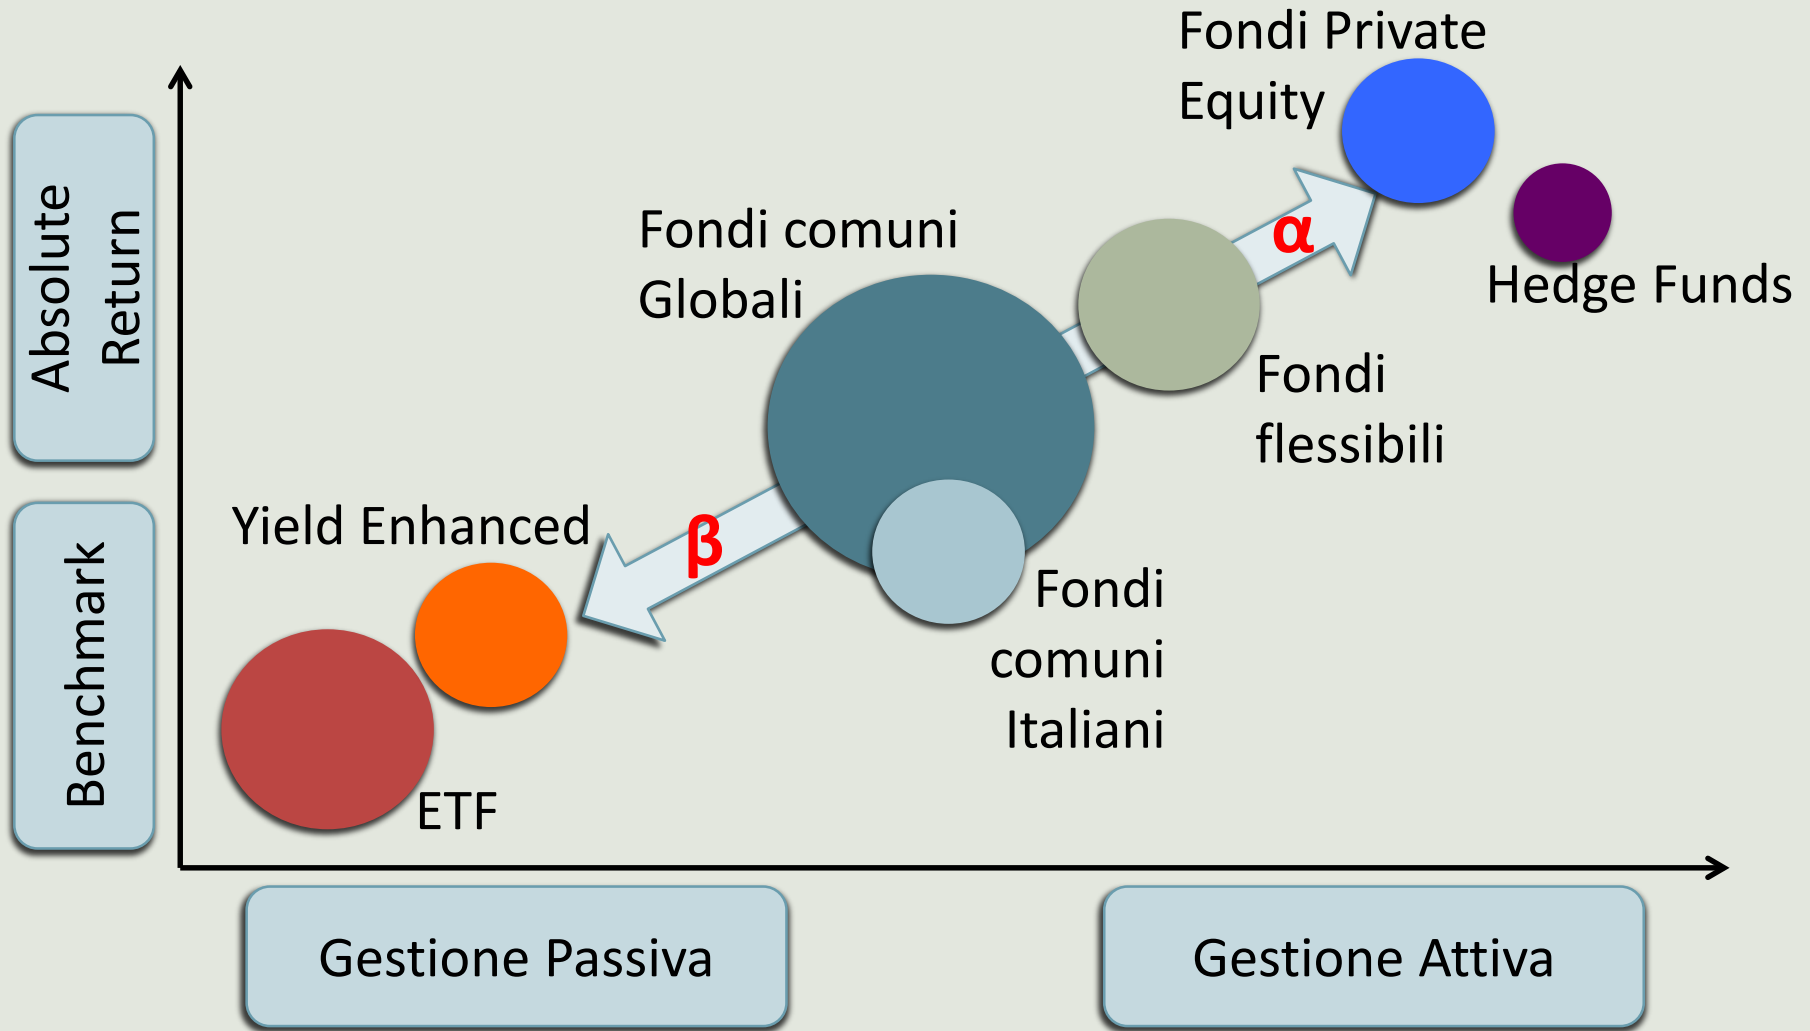 Fondi Private
Equity
Absolute
Return
α
Fondi comuni
Globali
Hedge Funds
Fondi
flessibili
Yield Enhanced
β
Fondi
comuni
Italiani
Benchmark
ETF
Gestione Passiva
Gestione Attiva